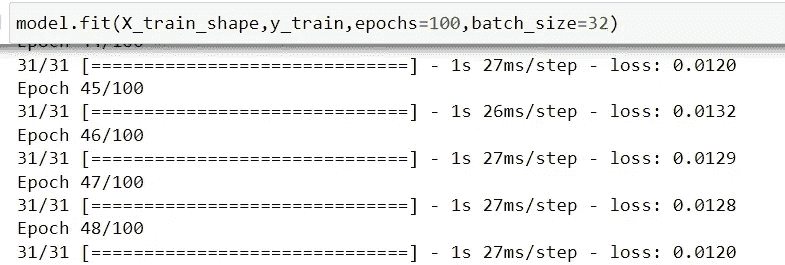 model.fit(X_train_shape,y_train,epochs=100,batch_size=32)
31/31 [==============================] - 1s 27ms/step - loss: 0.0120
Epoch 45/100
31/31 [==============================] - 1s 26ms/step - loss: 0.0132
Epoch 46/100
31/31 [==============================] - 1s 27ms/step - loss: 0.0129
Epoch 47/100
31/31 [==============================] - 1s 27ms/step - loss: 0.0128
Epoch 48/100
31/31 [==============================] - 1s 27ms/step - loss: 0.0120